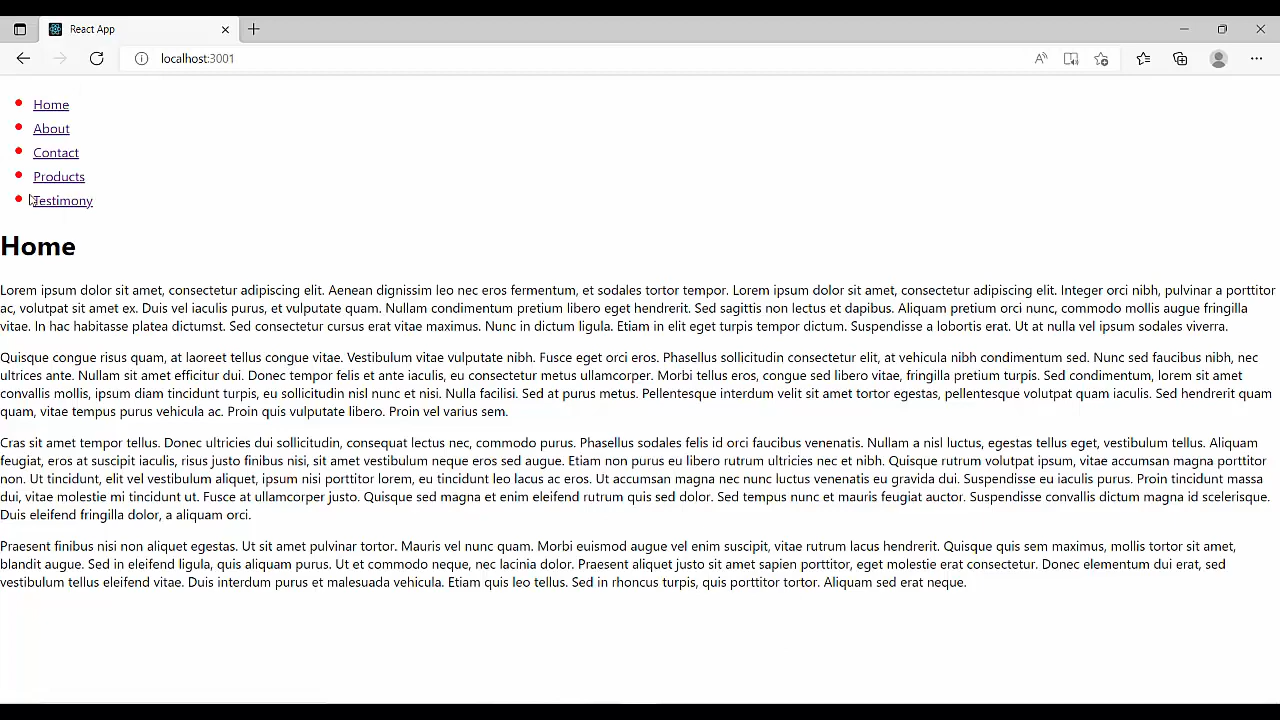 React App
localhost:3001
Home
About
Contact
Products
Testimony
Home
Lorem ipsum dolor sit amet, consectetur adipiscing elit. Aenean dignissim leo nec eros fermentum, et sodales tortor tempor. Lorem ipsum dolor sit amet, consectetur adipiscing elit. Integer orci nibh, pulvinar a porttitor
ac, volutpat sit amet ex. Duis vel iaculis purus, et vulputate quam. Nullam condimentum pretium libero eget hendrerit. Sed sagittis non lectus et dapibus. Aliquam pretium orci nunc, commodo mollis augue fringilla
vitae. In hac habitasse platea dictumst. Sed consectetur cursus erat vitae maximus. Nunc in dictum ligula. Etiam in elit eget turpis tempor dictum. Suspendisse a lobortis erat. Ut at nulla vel ipsum sodales viverra.
Quisque congue risus quam, at laoreet tellus congue vitae. Vestibulum vitae vulputate nibh. Fusce eget orci eros. Phasellus sollicitudin consectetur elit, at vehicula nibh condimentum sed. Nunc sed faucibus nibh, nec
ultrices ante. Nullam sit amet efficitur dui. Donec tempor felis et ante iaculis, eu consectetur metus ullamcorper. Morbi tellus eros, congue sed libero vitae, fringilla pretium turpis. Sed condimentum, lorem sit amet
convallis mollis, ipsum diam tincidunt turpis, eu sollicitudin nisl nunc et nisi. Nulla facilisi. Sed at purus metus. Pellentesque interdum velit sit amet tortor egestas, pellentesque volutpat quam iaculis. Sed hendrerit quam
quam, vitae tempus purus vehicula ac. Proin quis vulputate libero. Proin vel varius sem.
Cras sit amet tempor tellus. Donec ultricies dui sollicitudin, consequat lectus nec, commodo purus. Phasellus sodales felis id orci faucibus venenatis. Nullam a nisl luctus, egestas tellus eget, vestibulum tellus. Aliquam
feugiat, eros at suscipit iaculis, risus justo finibus nisi, sit amet vestibulum neque eros sed augue. Etiam non purus eu libero rutrum ultricies nec et nibh. Quisque rutrum volutpat ipsum, vitae accumsan magna porttitor
non. Ut tincidunt, elit vel vestibulum aliquet, ipsum nisi porttitor lorem, eu tincidunt leo lacus ac eros. Ut accumsan magna nec nunc luctus venenatis eu gravida dui. Suspendisse eu iaculis purus. Proin tincidunt massa
dui, vitae molestie mi tincidunt ut. Fusce at ullamcorper justo. Quisque sed magna et enim eleifend rutrum quis sed dolor. Sed tempus nunc et mauris feugiat auctor. Suspendisse convallis dictum magna id scelerisque.
Duis eleifend fringilla dolor, a aliquam orci.
Praesent finibus nisi non aliquet egestas. Ut sit amet pulvinar tortor. Mauris vel nunc quam. Morbi euismod augue vel enim suscipit, vitae rutrum lacus hendrerit. Quisque quis sem maximus, mollis tortor sit amet,
blandit augue. Sed in eleifend ligula, quis aliquam purus. Ut et commodo neque, nec lacinia dolor. Praesent aliquet justo sit amet sapien porttitor, eget molestie erat consectetur. Donec elementum dui erat, sed
vestibulum tellus eleifend vitae. Duis interdum purus et malesuada vehicula. Etiam quis leo tellus. Sed in rhoncus turpis, quis porttitor tortor. Aliquam sed erat neque.